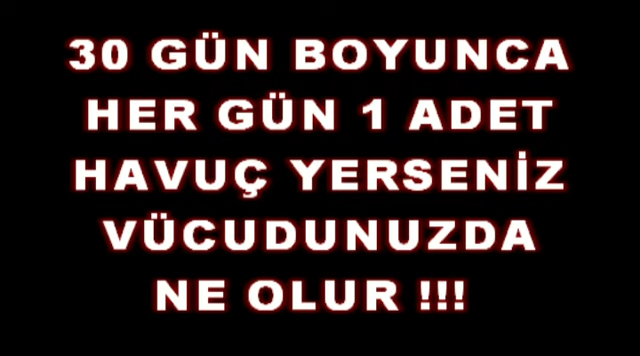 30 GÜN BOYUNCA
HER GÜN 1 ADET
HAVUÇ YERSENİZ
VÜCUDUNUZDA
NE OLUR !!!